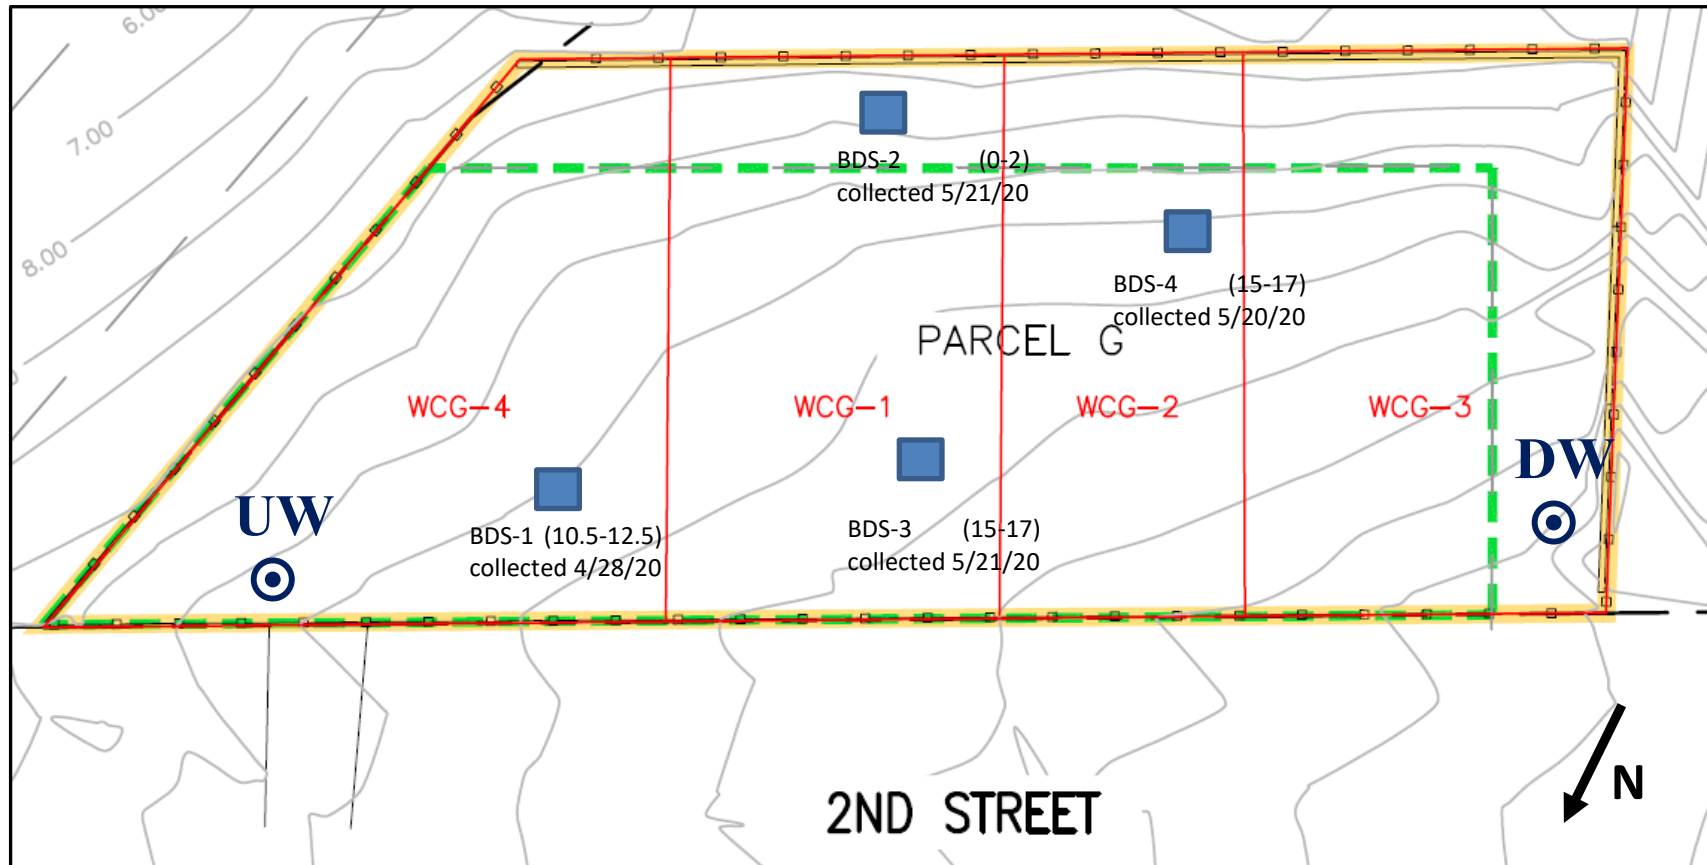 6.00
7.00
8.00
BDS-2 (0-2)
collected 5/21/20
BDS-4 (15-17)
collected 5/20/20
PARCEL G
WCG-4
WCG-1
WCG-2
WCG-3
UW
DW
BDS-1 (10.5-12.5)
collected 4/28/20
BDS-3 (15-17)
collected 5/21/20
2ND STREET
N